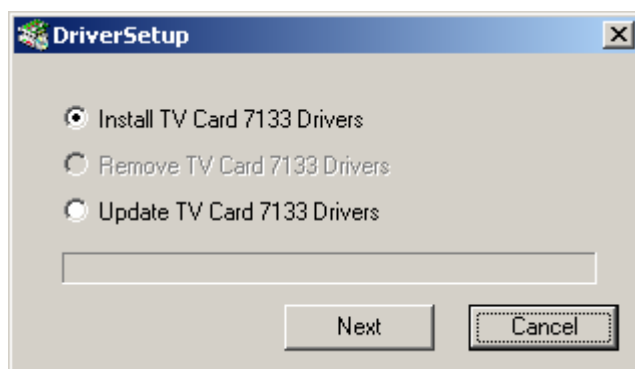 DriverSetup
Install TV Card 7133 Drivers
Remove TV Card 7133 Drivers
Update TV Card 7133 Drivers
Next
Cancel